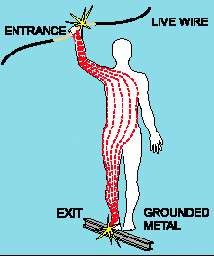 LIVE WIRE
ENTRANCE
EXIT GROUNDED
METAL